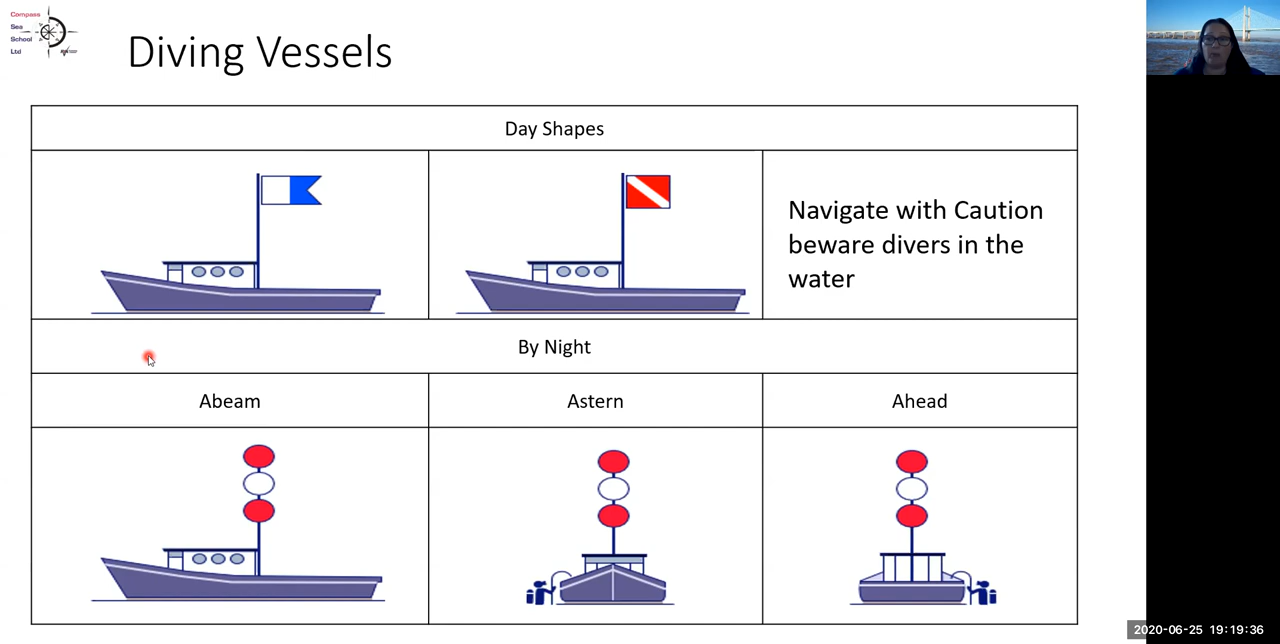 Compass
Sea
School
Ltd
Diving Vessels
Day Shapes
Navigate with Caution
beware divers in the
water
By Night
Abeam
Astern
Ahead
2020-06-25 19:19:36